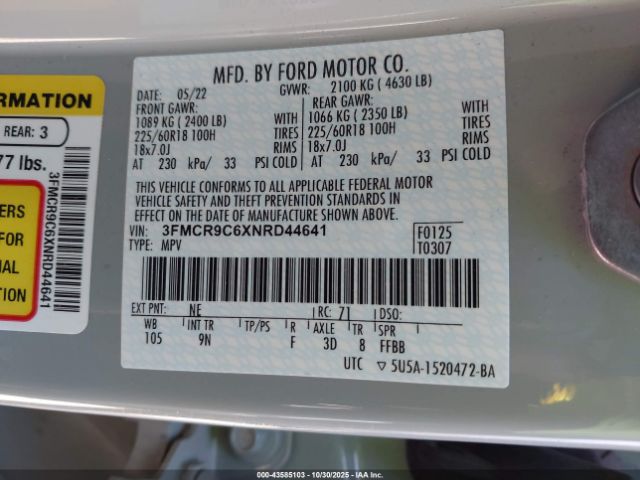 MFD. BY FORD MOTOR CO.
DATE: 05/22 GVWR: 2100 KG ( 4630 LB)
FRONT GAWR: REAR GAWR:
1089 KG ( 2400 LB) WITH 1066 KG ( 2350 LB) WITH
225/60R18 100H TIRES 225/60R18 100H TIRES
18x7.0J RIMS 18x7.0J RIMS
AT 230 kPa/ 33 PSI COLD AT 230 kPa/ 33 PSI COLD
THIS VEHICLE CONFORMS TO ALL APPLICABLE FEDERAL MOTOR
VEHICLE SAFETY AND THEFT PREVENTION STANDARDS IN
EFFECT ON THE DATE OF MANUFACTURE SHOWN ABOVE.
VIN: 3FMCR9C6XNRD44641 F0125
TYPE: MPV T0307
EXT PNT: NE RC: 71 DSO:
WB INT TR TP/PS R AXLE TR SPR
105 9N F 3D 8 FFBB
UTC 5U5A-1520472-BA
ORMATION
REAR: 3
77 lbs.
ERS
FOR
IAL
TION
3FMCR9C6XNRD44641
000-43585103 - 10/30/2025 - IAAI.com